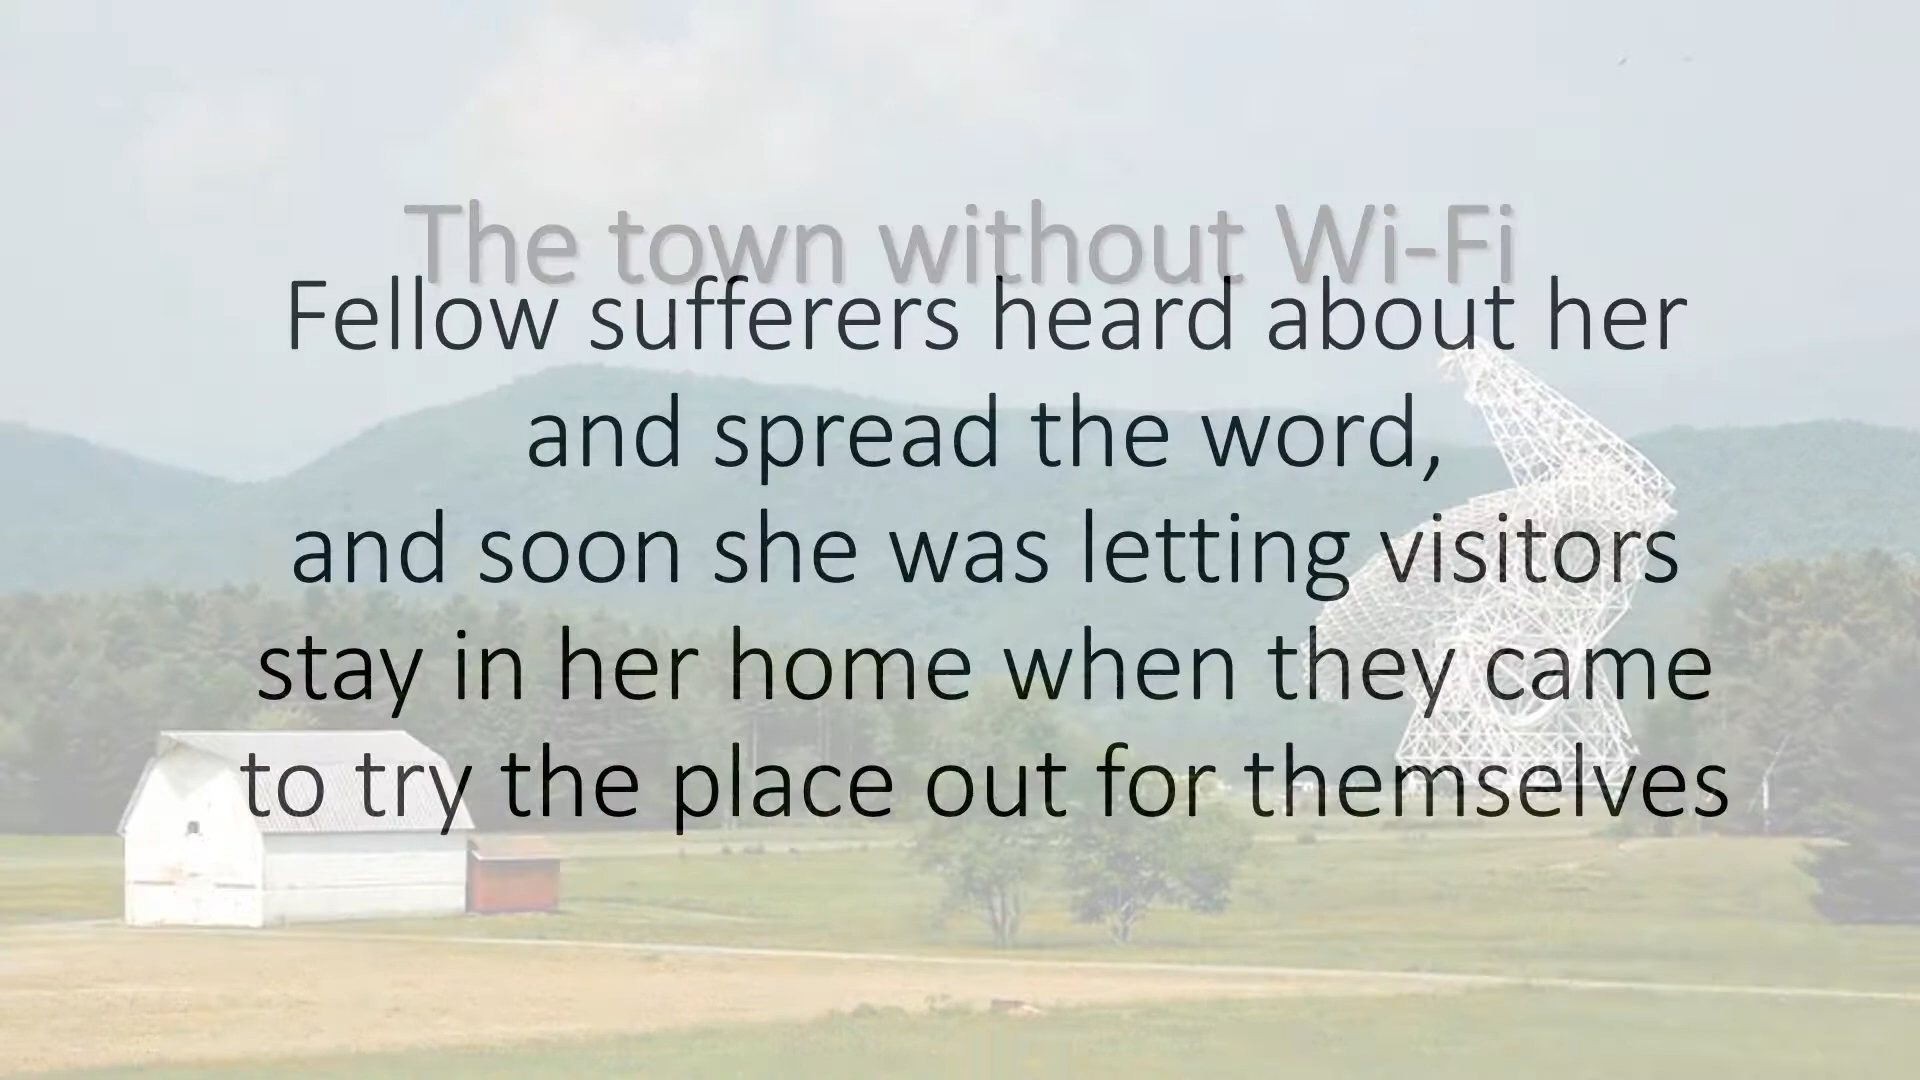 The town without Wi-Fi
Fellow sufferers heard about her
and spread the word,
and soon she was letting visitors
stay in her home when they came
to try the place out for themselves